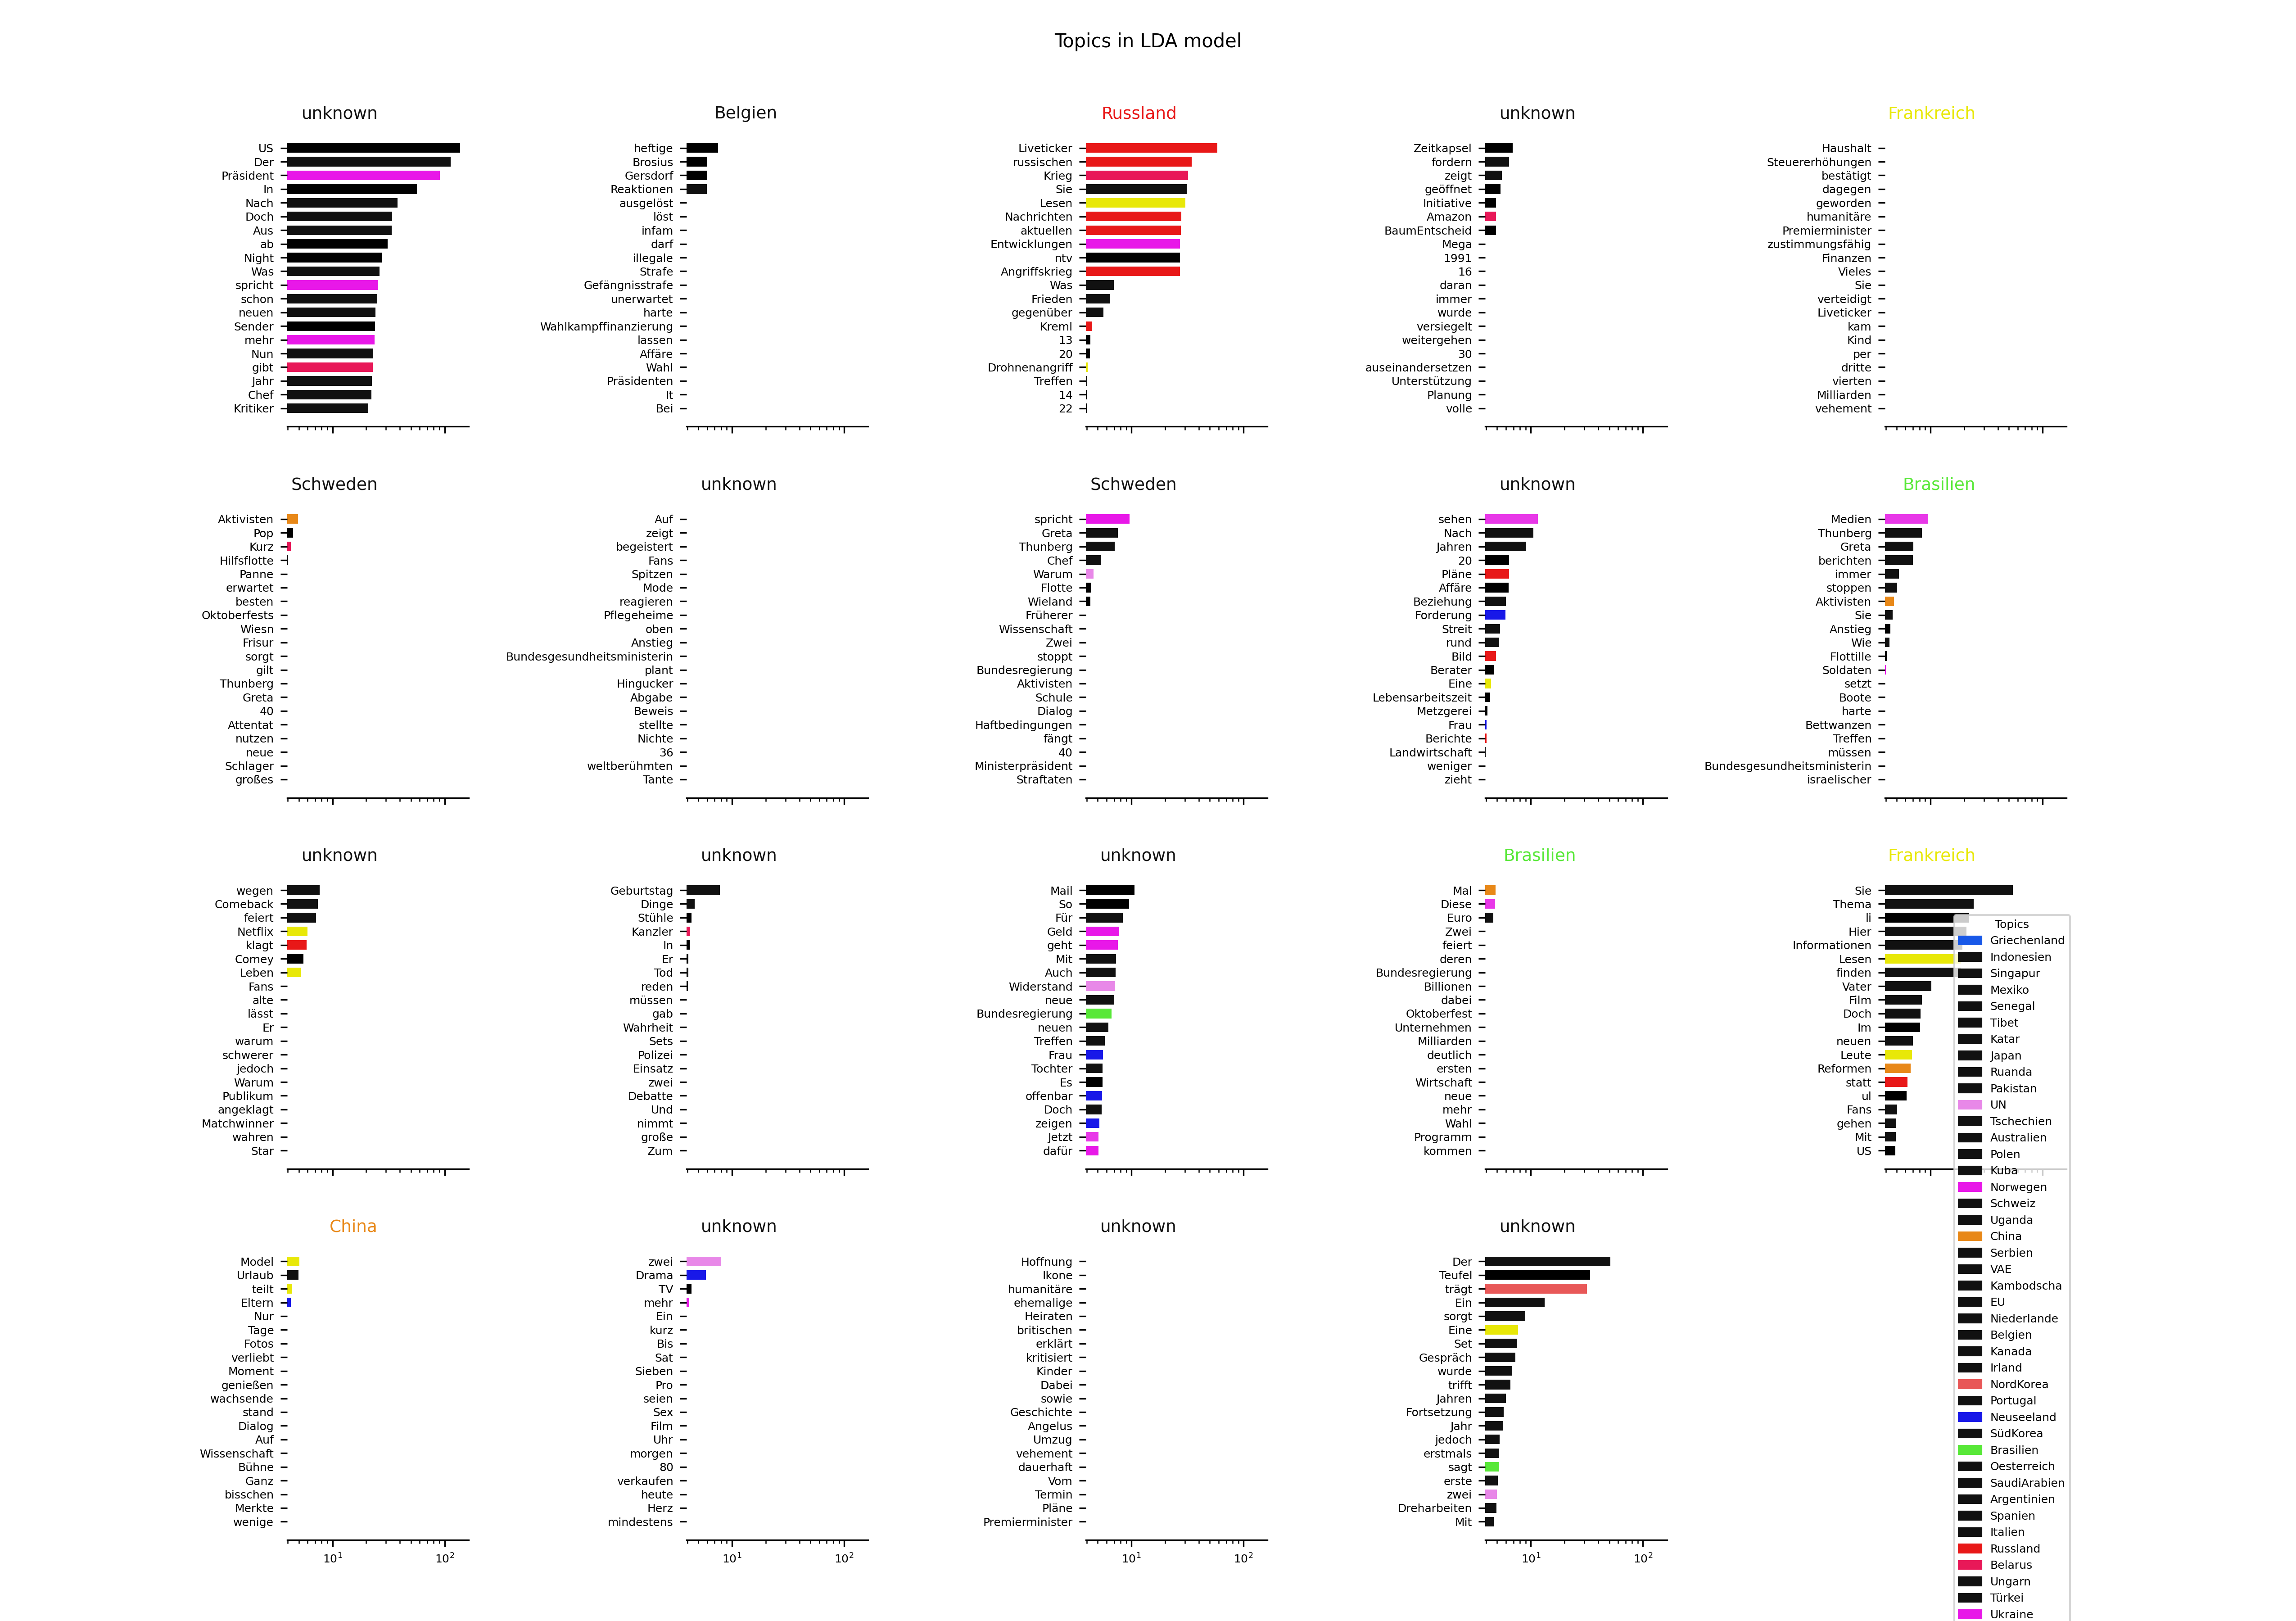 Topics in LDA model
unknown
US
Der
Präsident
In
Nach
Doch
Aus
ab
Night
Was
spricht
schon
neuen
Sender
mehr
Nun
gibt
Jahr
Chef
Kritiker
Belgien
heftige
Brosius
Gersdorf
Reaktionen
ausgelöst
löst
infam
darf
illegale
Strafe
Gefängnisstrafe
unerwartet
harte
Wahlkampffinanzierung
lassen
Affäre
Wahl
Präsidenten
It
Bei
Russland
Liveticker
russischen
Krieg
Sie
Lesen
Nachrichten
aktuellen
Entwicklungen
ntv
Angriffskrieg
Was
Frieden
gegenüber
Kreml
13
20
Drohnenangriff
Treffen
14
22
unknown
Zeitkapsel
fordern
zeigt
geöffnet
Initiative
Amazon
BaumEntscheid
Mega
1991
16
daran
immer
wurde
versiegelt
weitergehen
30
auseinandersetzen
Unterstützung
Planung
volle
Frankreich
Haushalt
Steuererhöhungen
bestätigt
dagegen
geworden
humanitäre
Premierminister
zustimmungsfähig
Finanzen
Vieles
Sie
verteidigt
Liveticker
kam
Kind
per
dritte
vierten
Milliarden
vehement
Schweden
Aktivisten
Pop
Kurz
Hilfsflotte
Panne
erwartet
besten
Oktoberfests
Wiesn
Frisur
sorgt
gilt
Thunberg
Greta
40
Attentat
nutzen
neue
Schlager
großes
unknown
Auf
zeigt
begeistert
Fans
Spitzen
Mode
reagieren
Pflegeheime
oben
Anstieg
Bundesgesundheitsministerin
plant
Hingucker
Abgabe
Beweis
stellte
Nichte
36
weltberühmten
Tante
Schweden
spricht
Greta
Thunberg
Chef
Warum
Flotte
Wieland
Früherer
Wissenschaft
Zwei
stoppt
Bundesregierung
Aktivisten
Schule
Dialog
Haftbedingungen
fängt
40
Ministerpräsident
Straftaten
unknown
sehen
Nach
Jahren
20
Pläne
Affäre
Beziehung
Forderung
Streit
rund
Bild
Berater
Eine
Lebensarbeitszeit
Metzgerei
Frau
Berichte
Landwirtschaft
weniger
zieht
Brasilien
Medien
Thunberg
Greta
berichten
immer
stoppen
Aktivisten
Sie
Anstieg
Wie
Flottille
Soldaten
setzt
Boote
harte
Bettwanzen
Treffen
müssen
Bundesgesundheitsministerin
israelischer
unknown
wegen
Comeback
feiert
Netflix
klagt
Comey
Leben
Fans
alte
lässt
Er
warum
schwerer
jedoch
Warum
Publikum
angeklagt
Matchwinner
wahren
Star
unknown
Geburtstag
Dinge
Stühle
Kanzler
In
Er
Tod
reden
müssen
gab
Wahrheit
Sets
Polizei
Einsatz
zwei
Debatte
Und
nimmt
große
Zum
unknown
Mail
So
Für
Geld
geht
Mit
Auch
Widerstand
neue
Bundesregierung
neuen
Treffen
Frau
Tochter
Es
offenbar
Doch
zeigen
Jetzt
dafür
Brasilien
Mal
Diese
Euro
Zwei
feiert
deren
Bundesregierung
Billionen
dabei
Oktoberfest
Unternehmen
Milliarden
deutlich
ersten
Wirtschaft
neue
mehr
Wahl
Programm
kommen
Frankreich
Sie
Thema
li
Hier
Informationen
Lesen
finden
Vater
Film
Doch
Im
neuen
Leute
Reformen
statt
ul
Fans
gehen
Mit
US
China
Model
Urlaub
teilt
Eltern
Nur
Tage
Fotos
verliebt
Moment
genießen
wachsende
stand
Dialog
Auf
Wissenschaft
Bühne
Ganz
bisschen
Merkte
wenige
10¹ 10²
unknown
zwei
Drama
TV
mehr
Ein
kurz
Bis
Sat
Sieben
Pro
seien
Sex
Film
Uhr
morgen
80
verkaufen
heute
Herz
mindestens
10¹ 10²
unknown
Hoffnung
Ikone
humanitäre
ehemalige
Heiraten
britischen
erklärt
kritisiert
Kinder
Dabei
sowie
Geschichte
Angelus
Umzug
vehement
dauerhaft
Vom
Termin
Pläne
Premierminister
10¹ 10²
unknown
Der
Teufel
trägt
Ein
sorgt
Eine
Set
Gespräch
wurde
trifft
Jahren
Fortsetzung
Jahr
jedoch
erstmals
sagt
erste
zwei
Dreharbeiten
Mit
10¹ 10²
Topics
Griechenland
Indonesien
Singapur
Mexiko
Senegal
Tibet
Katar
Japan
Ruanda
Pakistan
UN
Tschechien
Australien
Polen
Kuba
Norwegen
Schweiz
Uganda
China
Serbien
VAE
Kambodscha
EU
Niederlande
Belgien
Kanada
Irland
NordKorea
Portugal
Neuseeland
SüdKorea
Brasilien
Oesterreich
SaudiArabien
Argentinien
Spanien
Italien
Russland
Belarus
Ungarn
Türkei
Ukraine